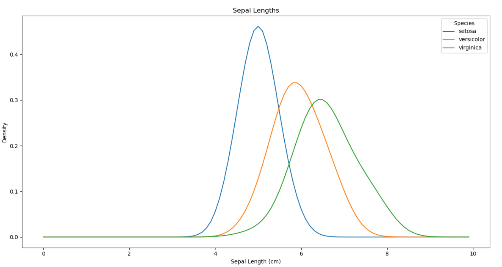 Sepal Lengths
Species
setosa
versicolor
virginica
Density
0.4
0.3
0.2
0.1
0.0
0
2
4
6
8
10
Sepal Length (cm)